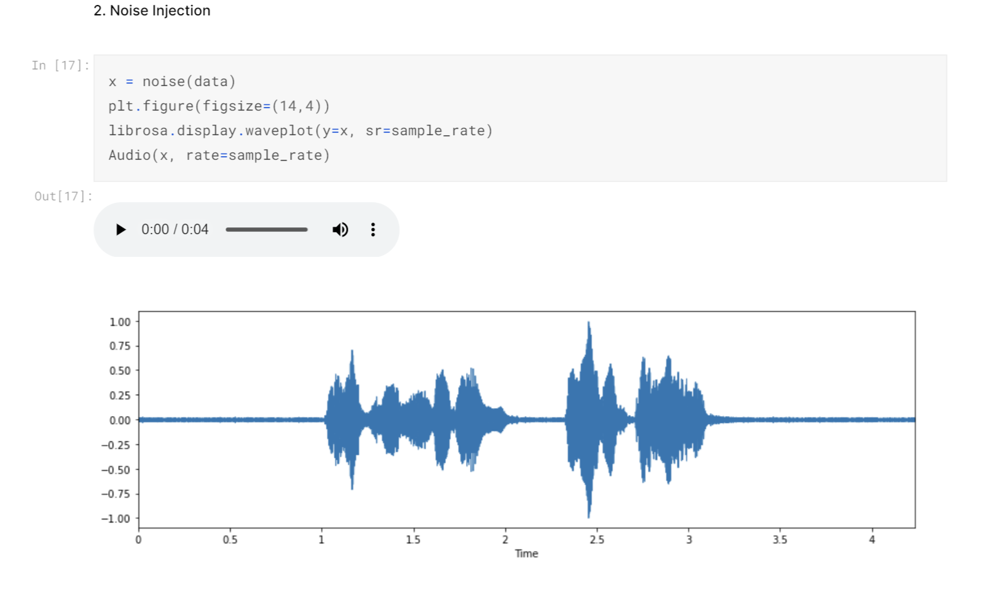 2. Noise Injection
In [17]:
x = noise(data)
plt.figure(figsize=(14,4))
librosa.display.waveplot(y=x, sr=sample_rate)
Audio(x, rate=sample_rate)
Out[17]:
0:00 / 0:04
1.00
0.75
0.50
0.25
0.00
−0.25
−0.50
−0.75
−1.00
0 0.5 1 1.5 2 2.5 3 3.5 4
Time